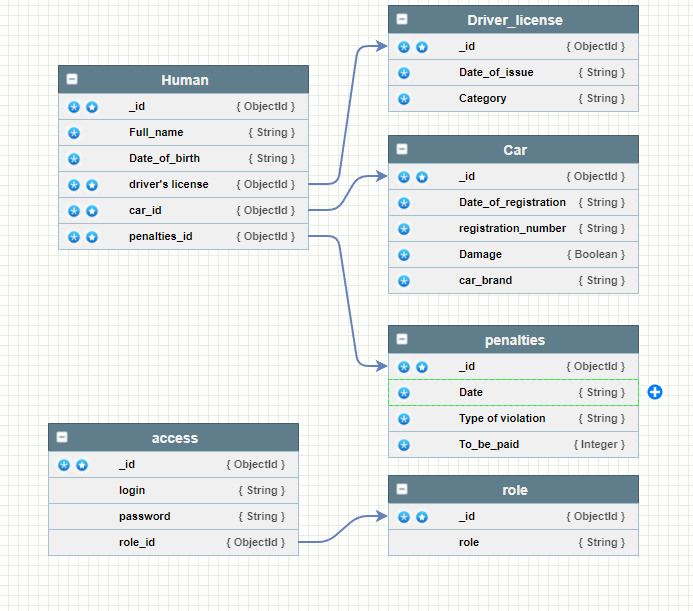 Driver_license
_id { ObjectId }
Date_of_issue { String }
Category { String }
Human
_id { ObjectId }
Full_name { String }
Date_of_birth { String }
driver's license { ObjectId }
car_id { ObjectId }
penalties_id { ObjectId }
Car
_id { ObjectId }
Date_of_registration { String }
registration_number { String }
Damage { Boolean }
car_brand { String }
penalties
_id { ObjectId }
Date { String }
Type of violation { String }
To_be_paid { Integer }
access
_id { ObjectId }
login { String }
password { String }
role_id { ObjectId }
role
_id { ObjectId }
role { String }